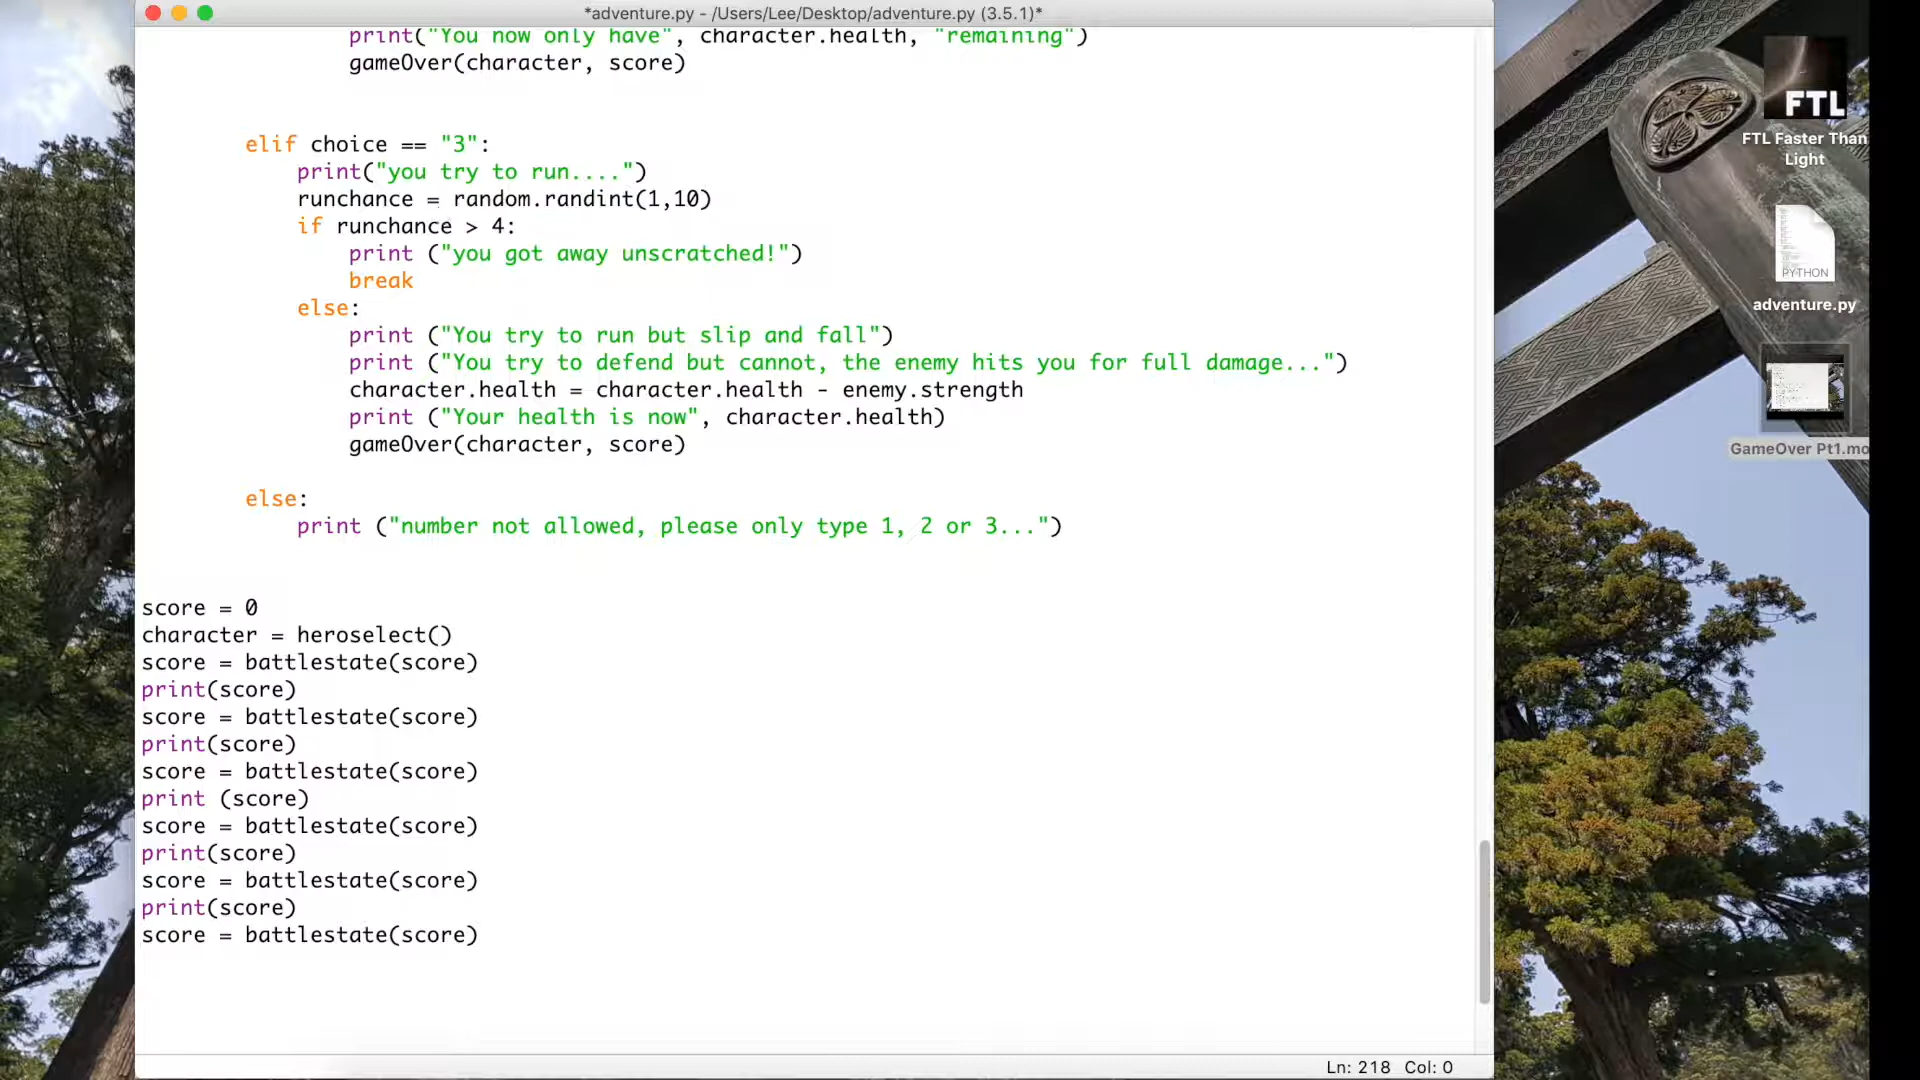 *adventure.py - /Users/Lee/Desktop/adventure.py (3.5.1)*
print("You now only have", character.health, "remaining")
gameOver(character, score)
elif choice == "3":
print("you try to run....")
runchance = random.randint(1,10)
if runchance > 4:
print ("you got away unscratched!")
break
else:
print ("You try to run but slip and fall")
print ("You try to defend but cannot, the enemy hits you for full damage...")
character.health = character.health - enemy.strength
print ("Your health is now", character.health)
gameOver(character, score)
else:
print ("number not allowed, please only type 1, 2 or 3...")
score = 0
character = heroselect()
score = battlestate(score)
print(score)
score = battlestate(score)
print(score)
score = battlestate(score)
print (score)
score = battlestate(score)
print(score)
score = battlestate(score)
print(score)
score = battlestate(score)
Ln: 218 Col: 0
FTL
FTL Faster Than
Light
PYTHON
adventure.py
GameOver Pt1.mo